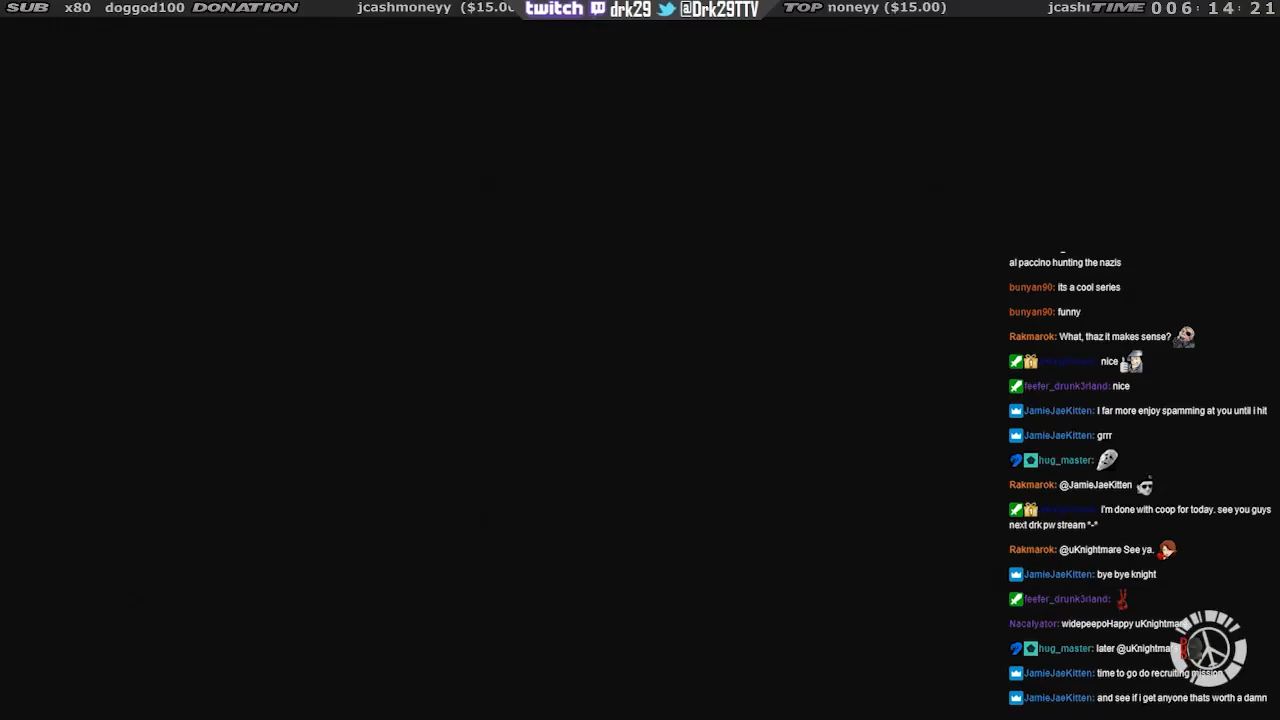 SUB x80 doggod100 DONATION jcashmoneyy ($15.0 twitch drk29 @Drk29TTV TOP noneyy ($15.00) jcash TIME 006:14:21
al paccino hunting the nazis
bunyan90: its a cool series
bunyan90: funny
Rakmarok: What, thaz it makes sense?
nice
feefer_drunk3rland: nice
JamieJaeKitten: I far more enjoy spamming at you until i hit
JamieJaeKitten: grrr
hug_master:
Rakmarok: @JamieJaeKitten
I'm done with coop for today. see you guys
next drk pw stream *-*
Rakmarok: @uKnightmare See ya.
JamieJaeKitten: bye bye knight
feefer_drunk3rland:
Nacalyator: widepeepoHappy uKnightmare
hug_master: later @uKnightmare
JamieJaeKitten: time to go do recruiting mission
JamieJaeKitten: and see if i get anyone thats worth a damn